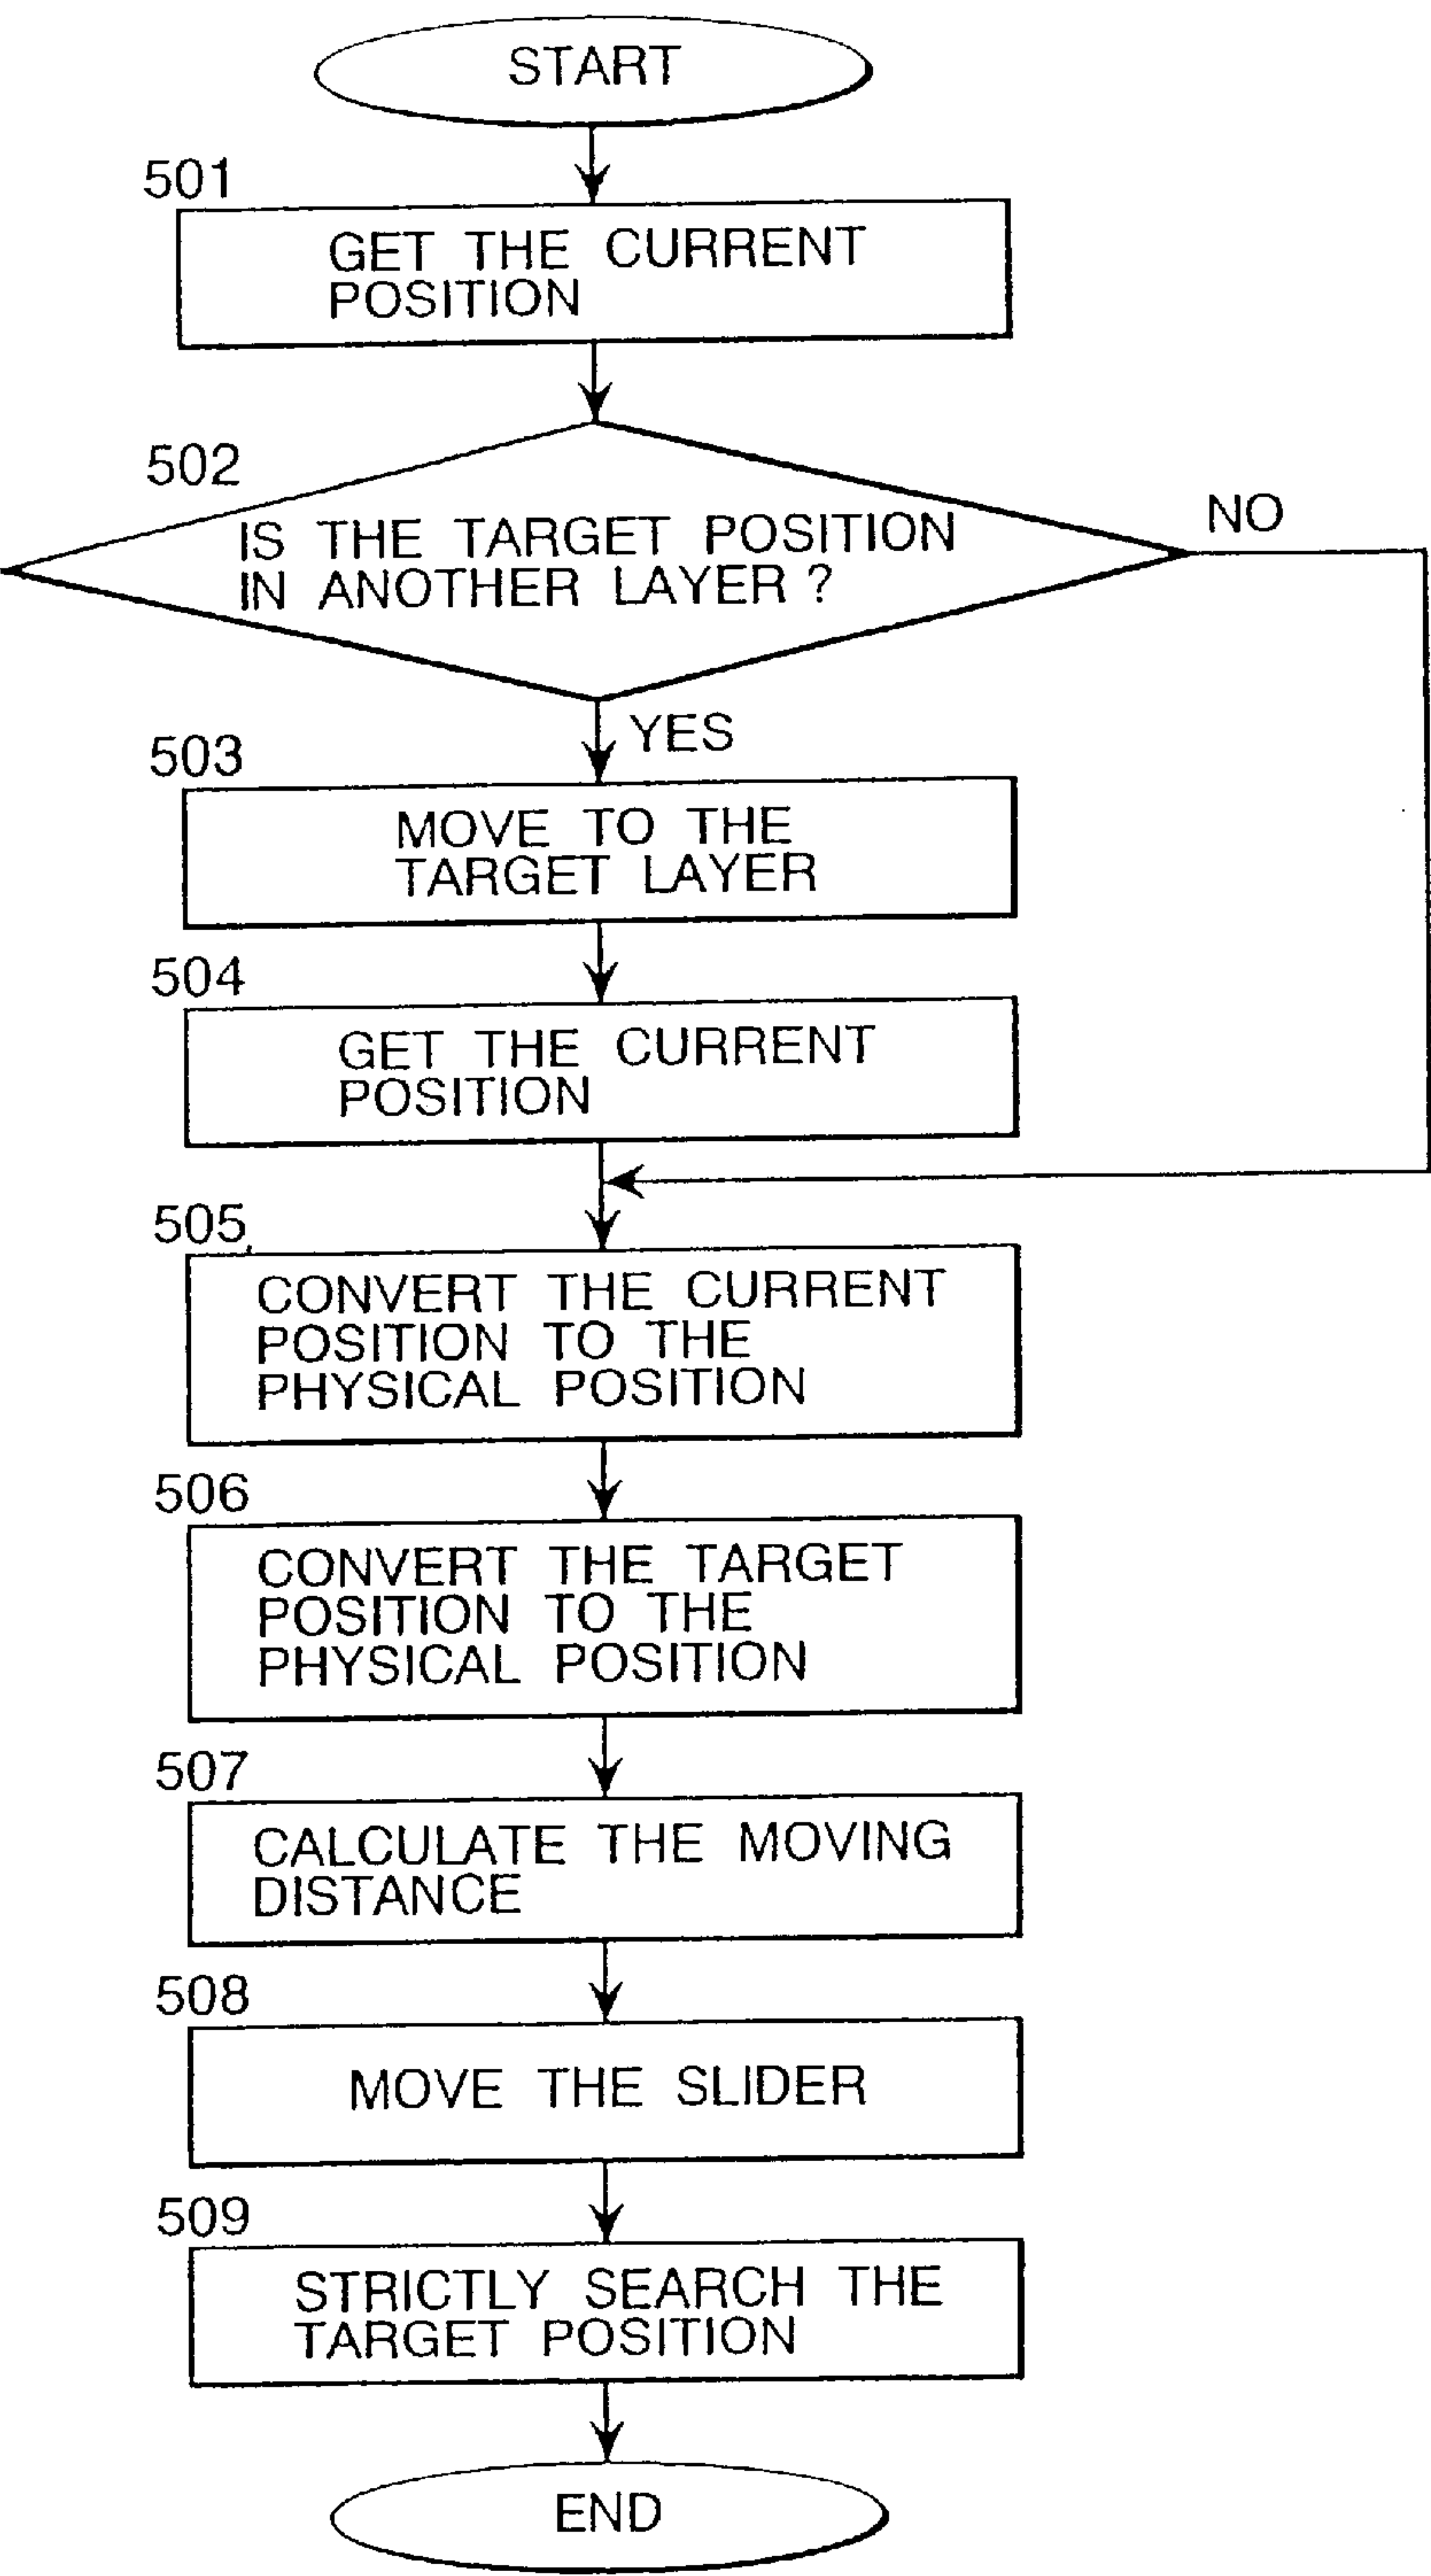 START
501
GET THE CURRENT
POSITION
502
IS THE TARGET POSITION
IN ANOTHER LAYER ?
NO
YES
503
MOVE TO THE
TARGET LAYER
504
GET THE CURRENT
POSITION
505
CONVERT THE CURRENT
POSITION TO THE
PHYSICAL POSITION
506
CONVERT THE TARGET
POSITION TO THE
PHYSICAL POSITION
507
CALCULATE THE MOVING
DISTANCE
508
MOVE THE SLIDER
509
STRICTLY SEARCH THE
TARGET POSITION
END